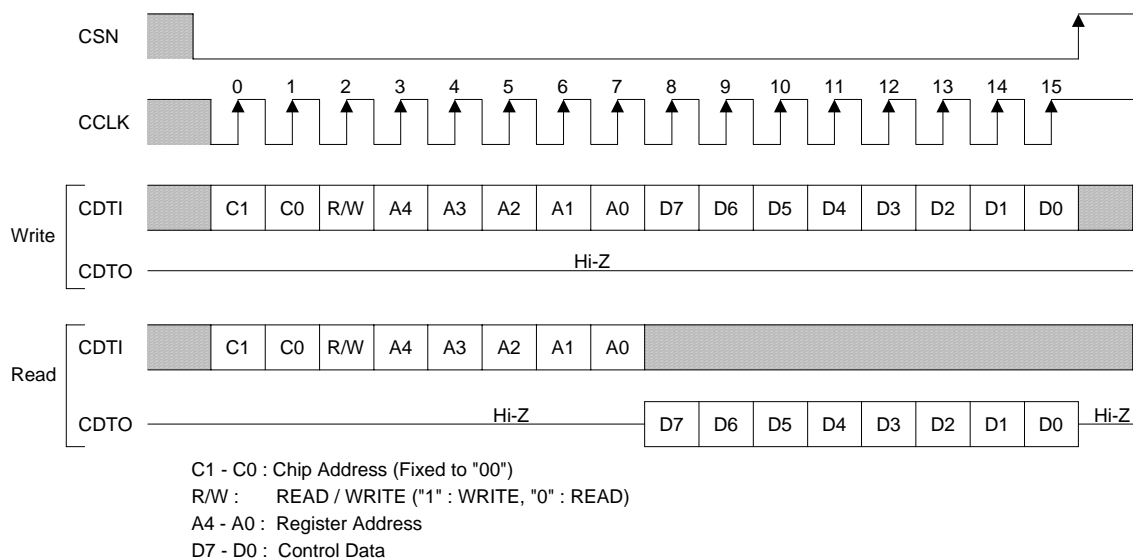 CSN
0 1 2 3 4 5 6 7 8 9 10 11 12 13 14 15
CCLK
Write
CDTI C1 C0 R/W A4 A3 A2 A1 A0 D7 D6 D5 D4 D3 D2 D1 D0
CDTO Hi-Z
Read
CDTI C1 C0 R/W A4 A3 A2 A1 A0
CDTO Hi-Z D7 D6 D5 D4 D3 D2 D1 D0 Hi-Z
C1 - C0 : Chip Address (Fixed to "00")
R/W : READ / WRITE ("1" : WRITE, "0" : READ)
A4 - A0 : Register Address
D7 - D0 : Control Data